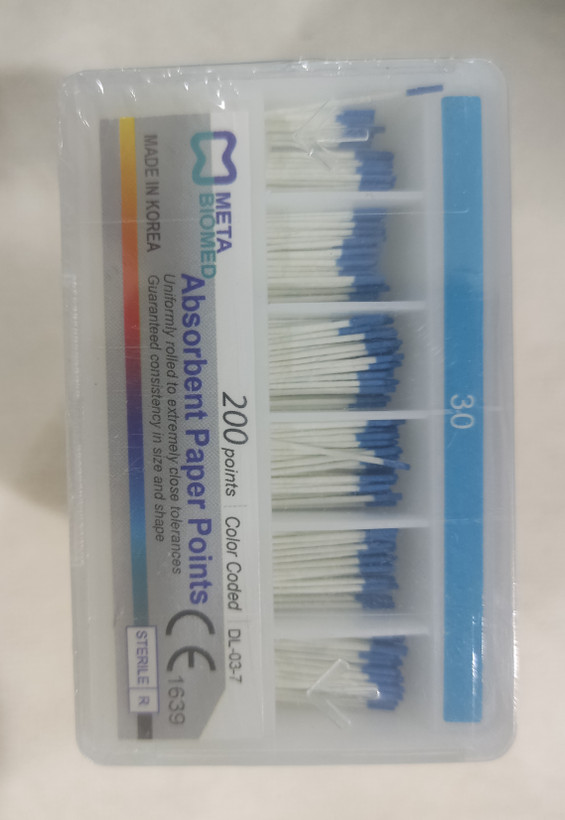 META
BIOMED
MADE IN KOREA
200 points
Color Coded
DL-03-7
Absorbent Paper Points
Uniformly rolled to extremely close tolerances
Guaranteed consistency in size and shape
CE 1639
STERILE R
30